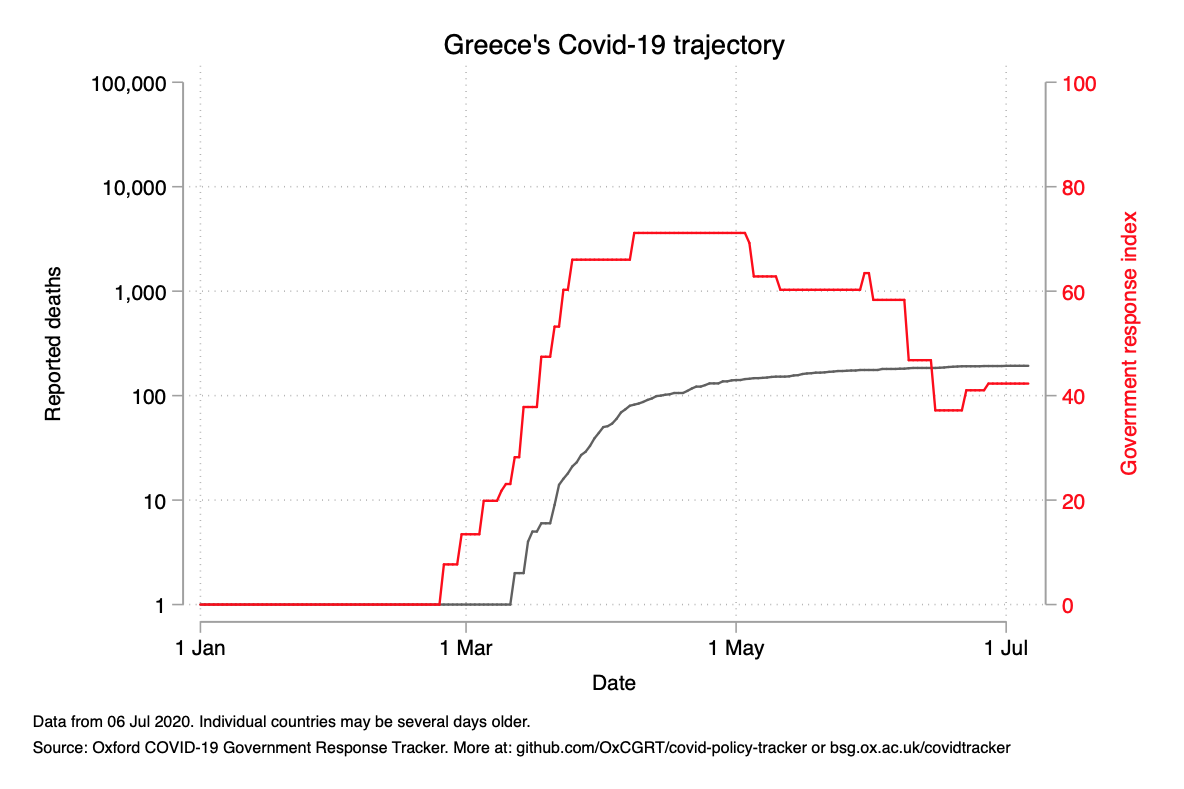 Greece's Covid-19 trajectory
100,000
10,000
1,000
100
10
1
Reported deaths
100
80
60
40
20
0
Government response index
1 Jan
1 Mar
1 May
1 Jul
Date
Data from 06 Jul 2020. Individual countries may be several days older.
Source: Oxford COVID-19 Government Response Tracker. More at: github.com/OxCGRT/covid-policy-tracker or bsg.ox.ac.uk/covidtracker